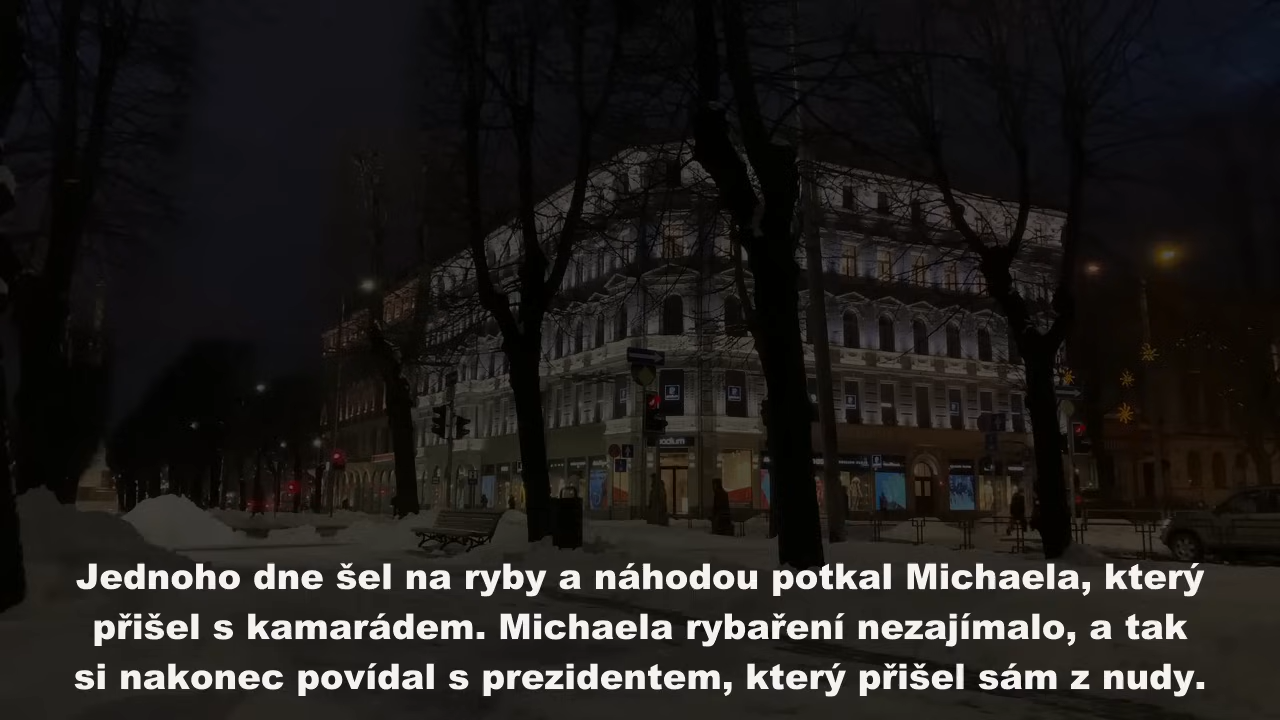 Jednoho dne šel na ryby a náhodou potkal Michaela, který
přišel s kamarádem. Michaela rybaření nezajímalo, a tak
si nakonec povídal s prezidentem, který přišel sám z nudy.